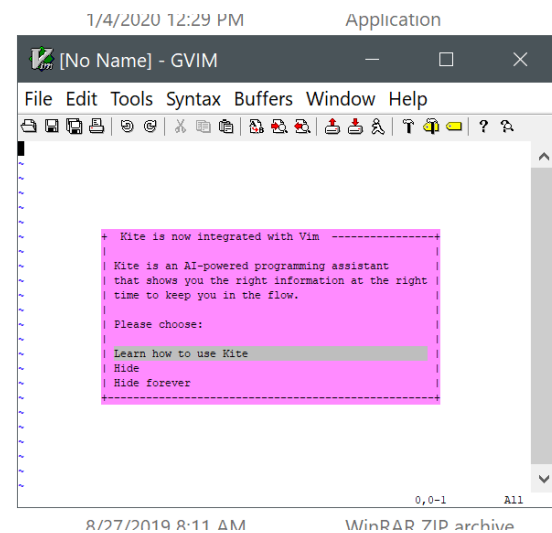 1/4/2020 12:29 PM Application
[No Name] - GVIM
File Edit Tools Syntax Buffers Window Help
+ Kite is now integrated with Vim ----------------+
| |
| Kite is an AI-powered programming assistant |
| that shows you the right information at the right |
| time to keep you in the flow. |
| |
| Please choose: |
| |
| Learn how to use Kite |
| Hide |
| Hide forever |
+---------------------------------------------------+
0,0-1 All
8/27/2019 8:11 AM WinRAR ZIP archive